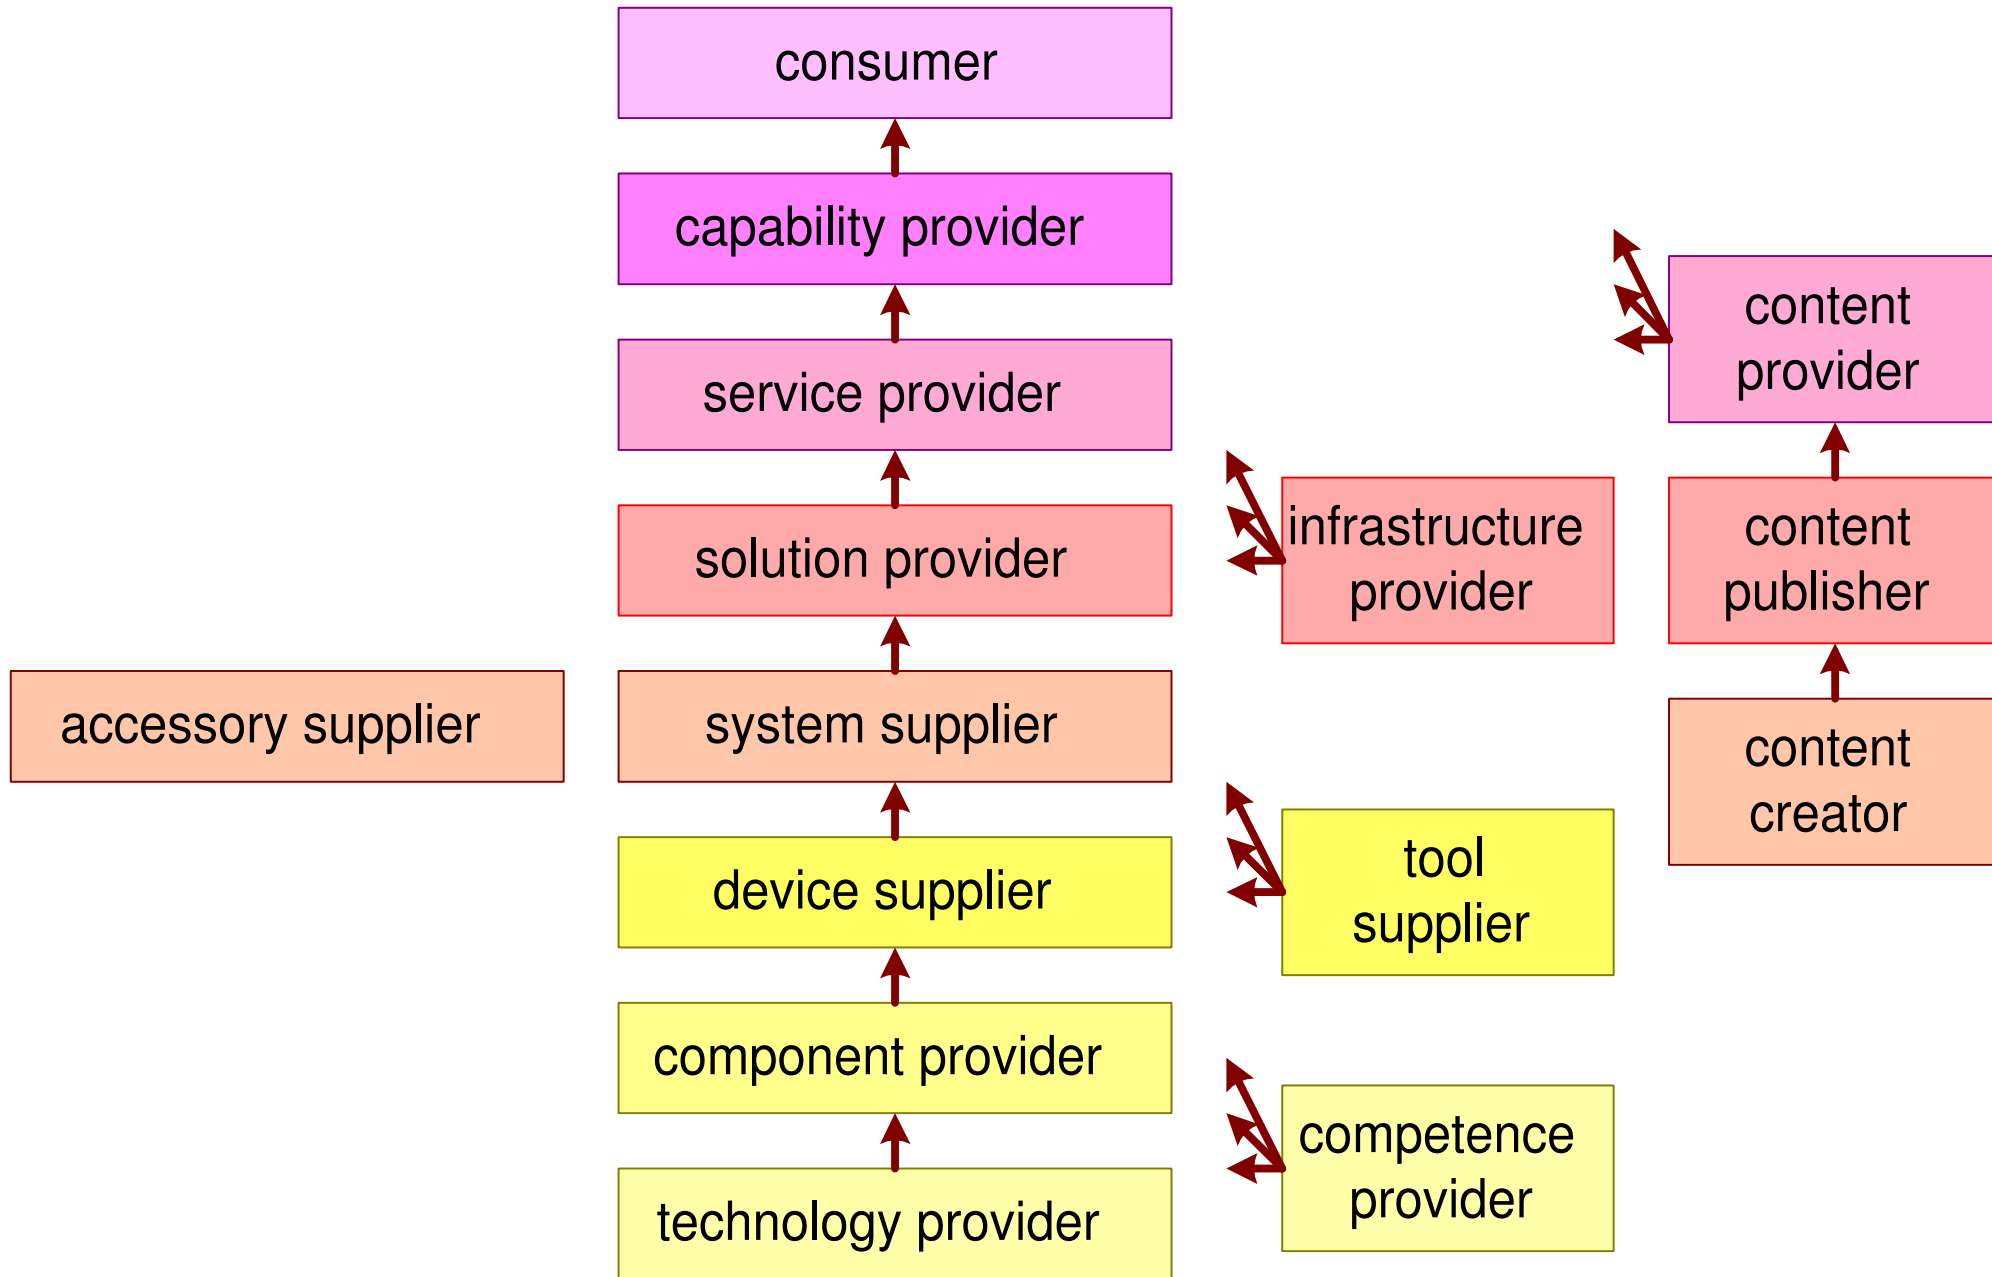 consumer
capability provider
service provider
solution provider
accessory supplier
system supplier
device supplier
component provider
technology provider
infrastructure
provider
tool
supplier
competence
provider
content
provider
content
publisher
content
creator